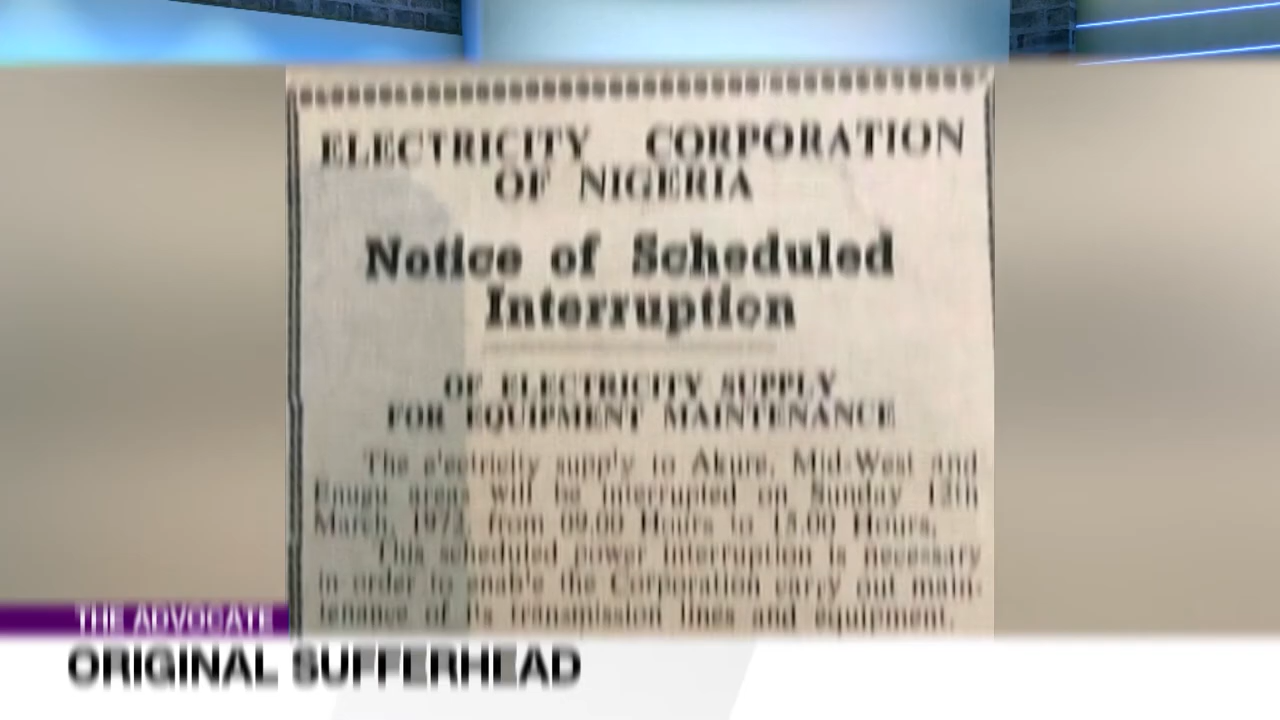 ELECTRICITY CORPORATION
OF NIGERIA
Notice of Scheduled
Interruption
OF ELECTRICITY SUPPLY
FOR EQUIPMENT MAINTENANCE
The electricity supply to Akure, Mid-West and
Enugu areas will be interrupted on Sunday 12th
March, 1972 from 09.00 Hours to 15.00 Hours.
This scheduled power interruption is necessary
in order to enable the Corporation carry out main-
tenance of its transmission lines and equipment.
THE ADVOCATE
ORIGINAL SUFFERHEAD